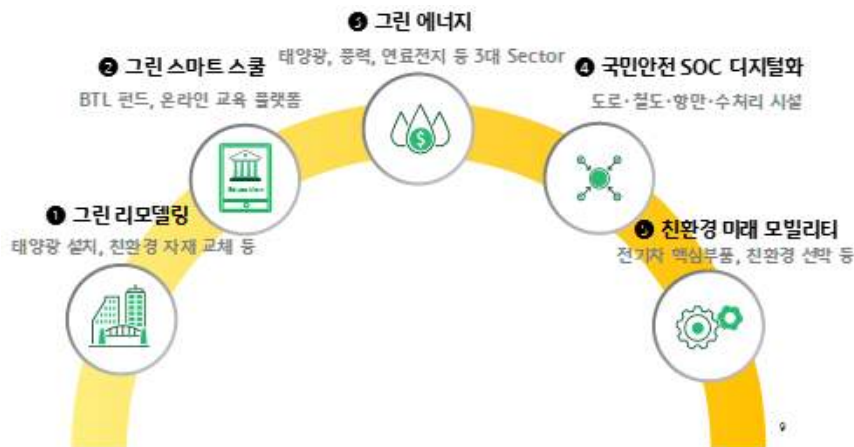 ❶ 그린 리모델링
태양광 설치, 친환경 자재 교체 등
❷ 그린 스마트 스쿨
BTL 펀드, 온라인 교육 플랫폼
❸ 그린 에너지
태양광, 풍력, 연료전지 등 3대 Sector
❹ 국민안전 SOC 디지털화
도로·철도·항만·수처리 시설
❺ 친환경 미래 모빌리티
전기차 핵심부품, 친환경 선박 등